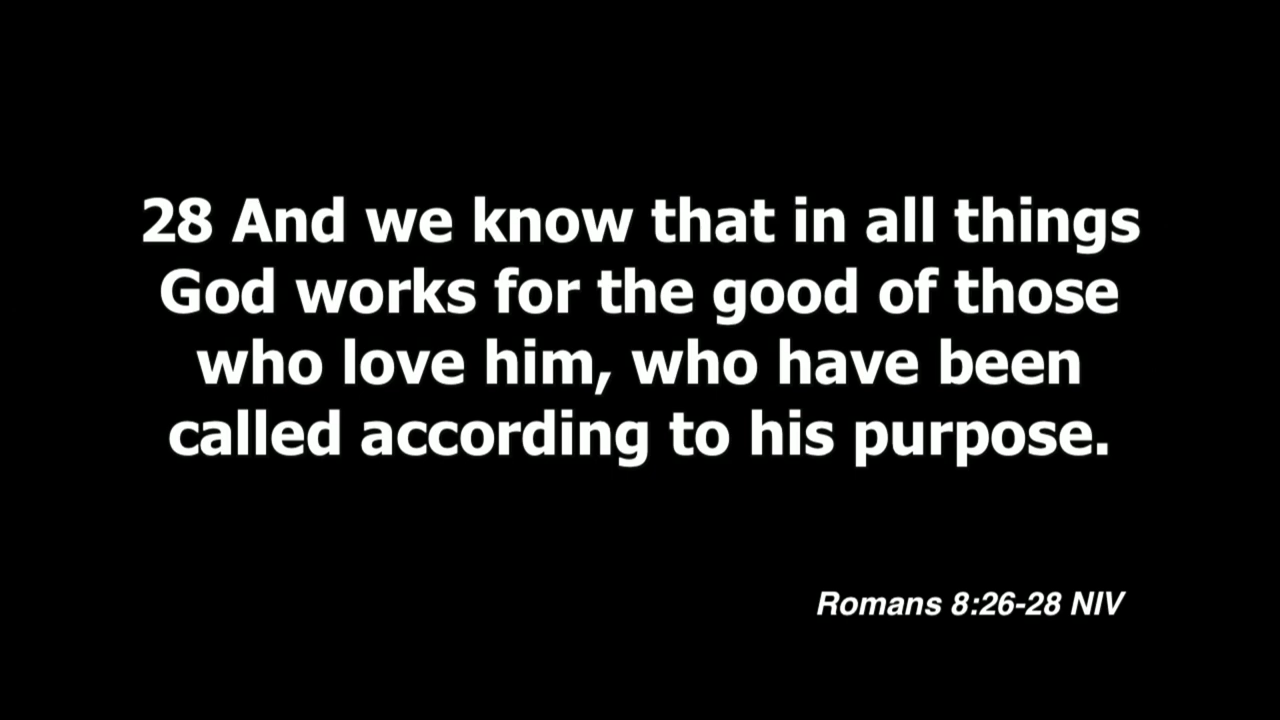 28 And we know that in all things
God works for the good of those
who love him, who have been
called according to his purpose.
Romans 8:26-28 NIV